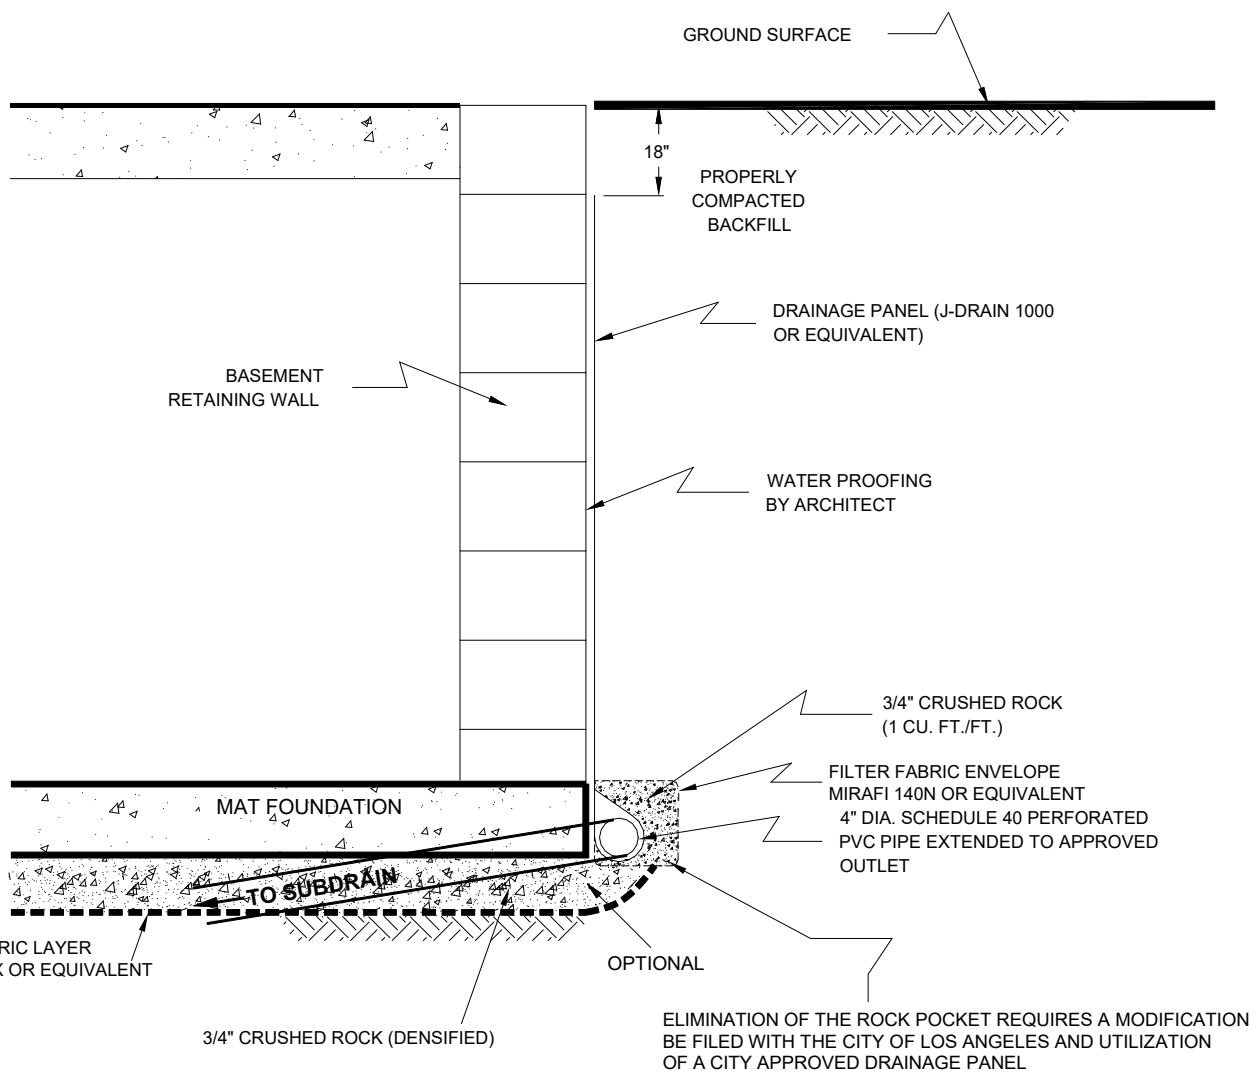 GROUND SURFACE
18"
PROPERLY
COMPACTED
BACKFILL
DRAINAGE PANEL (J-DRAIN 1000
OR EQUIVALENT)
BASEMENT
RETAINING WALL
WATER PROOFING
BY ARCHITECT
3/4" CRUSHED ROCK
(1 CU. FT./FT.)
FILTER FABRIC ENVELOPE
MIRAFI 140N OR EQUIVALENT
4" DIA. SCHEDULE 40 PERFORATED
PVC PIPE EXTENDED TO APPROVED
OUTLET
MAT FOUNDATION
TO SUBDRAIN
RIC LAYER
OR EQUIVALENT
OPTIONAL
3/4" CRUSHED ROCK (DENSIFIED)
ELIMINATION OF THE ROCK POCKET REQUIRES A MODIFICATION
BE FILED WITH THE CITY OF LOS ANGELES AND UTILIZATION
OF A CITY APPROVED DRAINAGE PANEL